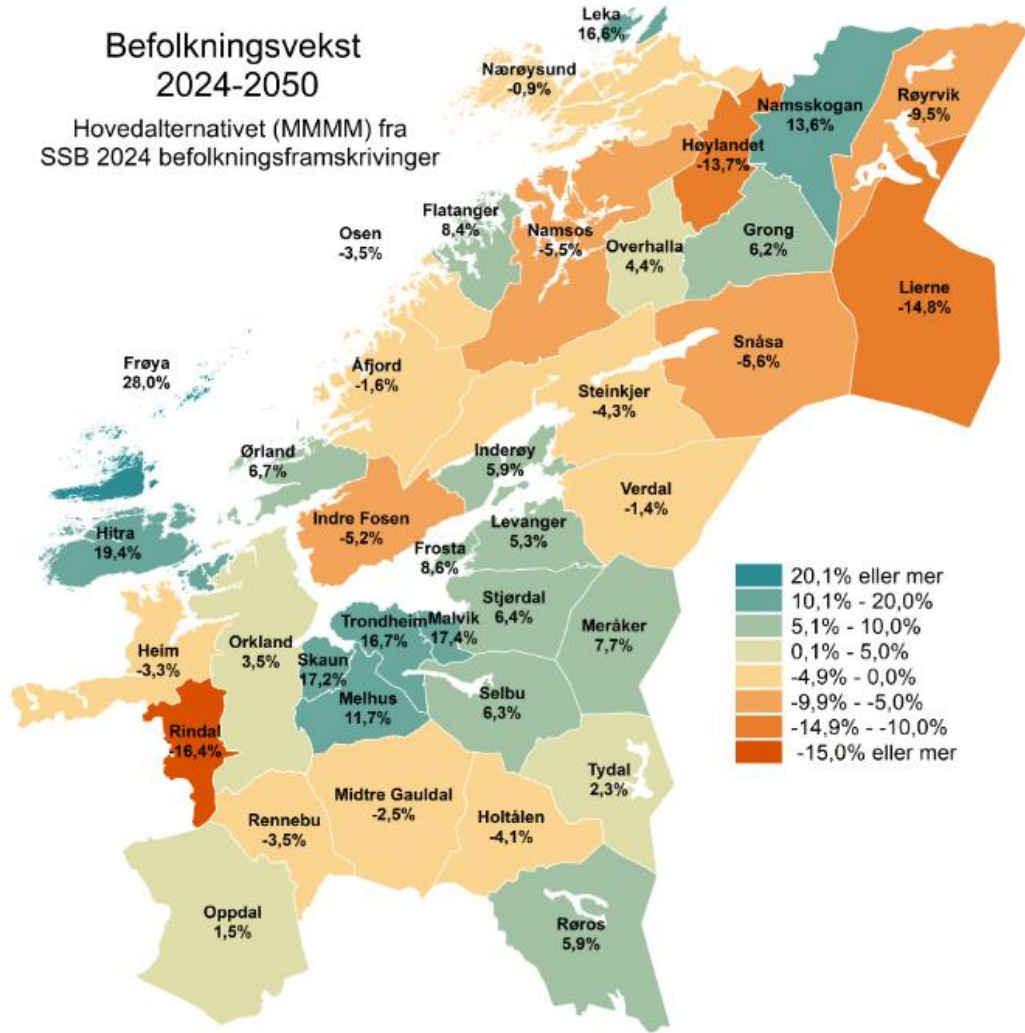 Befolkningsvekst
2024-2050
Hovedalternativet (MMMM) fra
SSB 2024 befolkningsframskrivinger
Leka
16,6%
Nærøysund
-0,9%
Namsskogan
13,6%
Røyrvik
-9,5%
Høylandet
-13,7%
Flatanger
8,4%
Osen
-3,5%
Namsos
-5,5%
Overhalla
4,4%
Grong
6,2%
Lierne
-14,8%
Snåsa
-5,6%
Frøya
28,0%
Åfjord
-1,6%
Steinkjer
-4,3%
Ørland
6,7%
Inderøy
5,9%
Verdal
-1,4%
Indre Fosen
-5,2%
Levanger
5,3%
Hitra
19,4%
Frosta
8,6%
Stjørdal
6,4%
Meråker
7,7%
Trondheim
16,7%
Malvik
17,4%
Orkland
3,5%
Heim
-3,3%
Skaun
17,2%
Melhus
11,7%
Selbu
6,3%
Rindal
-16,4%
Tydal
2,3%
Midtre Gauldal
-2,5%
Holtålen
-4,1%
Rennebu
-3,5%
Oppdal
1,5%
Røros
5,9%
20,1% eller mer
10,1% - 20,0%
5,1% - 10,0%
0,1% - 5,0%
-4,9% - 0,0%
-9,9% - -5,0%
-14,9% - -10,0%
-15,0% eller mer